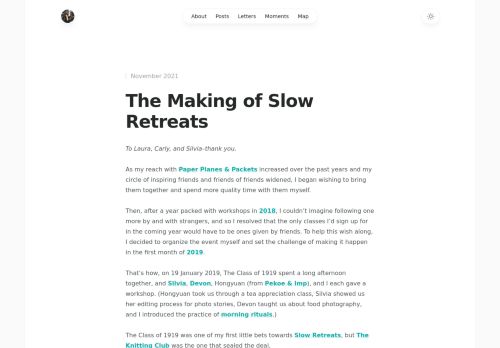 About Posts Letters Moments Map
November 2021
The Making of Slow
Retreats
To Laura, Carly, and Silvia–thank you.
As my reach with Paper Planes & Packets increased over the past years and my
circle of inspiring friends and friends of friends widened, I began wishing to bring
them together and spend more quality time with them myself.
Then, after a year packed with workshops in 2018, I couldn't imagine following one
more by and with strangers, and so I resolved that the only classes I'd sign up for
in the coming year would have to be ones given by friends. To help this wish along,
I decided to organize the event myself and set the challenge of making it happen
in the first month of 2019.
That's how, on 19 January 2019, The Class of 1919 spent a long afternoon
together, and Silvia, Devon, Hongyuan (from Pekoe & Imp), and I each gave a
workshop. (Hongyuan took us through a tea appreciation class, Silvia showed us
her editing process for photo stories, Devon taught us about food photography,
and I introduced the practice of morning rituals.)
The Class of 1919 was one of my first little bets towards Slow Retreats, but The
Knitting Club was the one that sealed the deal.